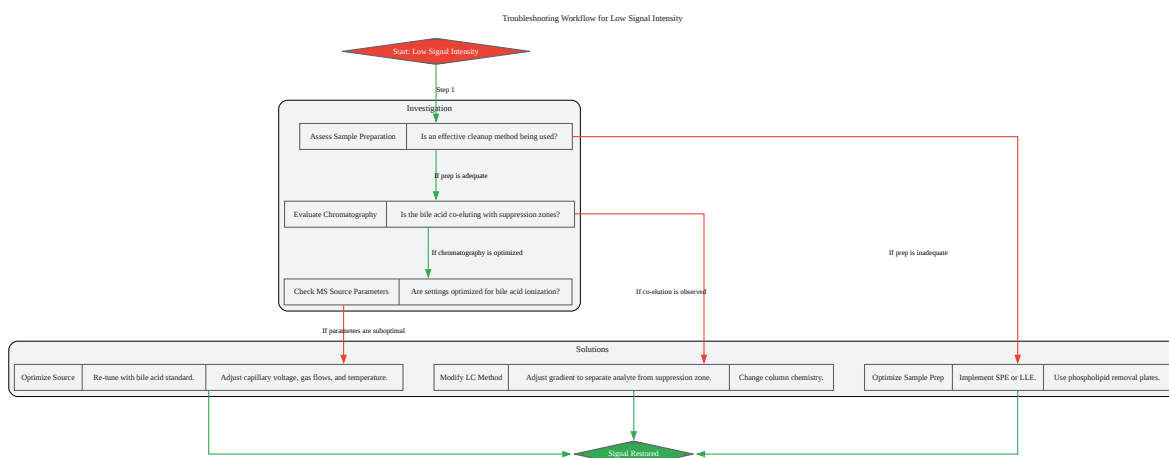 Troubleshooting Workflow for Low Signal Intensity
Start: Low Signal Intensity
Step 1
Investigation
Assess Sample Preparation
Is an effective cleanup method being used?
If prep is adequate
Evaluate Chromatography
Is the bile acid co-eluting with suppression zones?
If chromatography is optimized
If prep is inadequate
Check MS Source Parameters
Are settings optimized for bile acid ionization?
If co-elution is observed
If parameters are suboptimal
Solutions
Optimize Source
Re-tune with bile acid standard.
Adjust capillary voltage, gas flows, and temperature.
Modify LC Method
Adjust gradient to separate analyte from suppression zone.
Change column chemistry.
Optimize Sample Prep
Implement SPE or LLE.
Use phospholipid removal plates.
Signal Restored